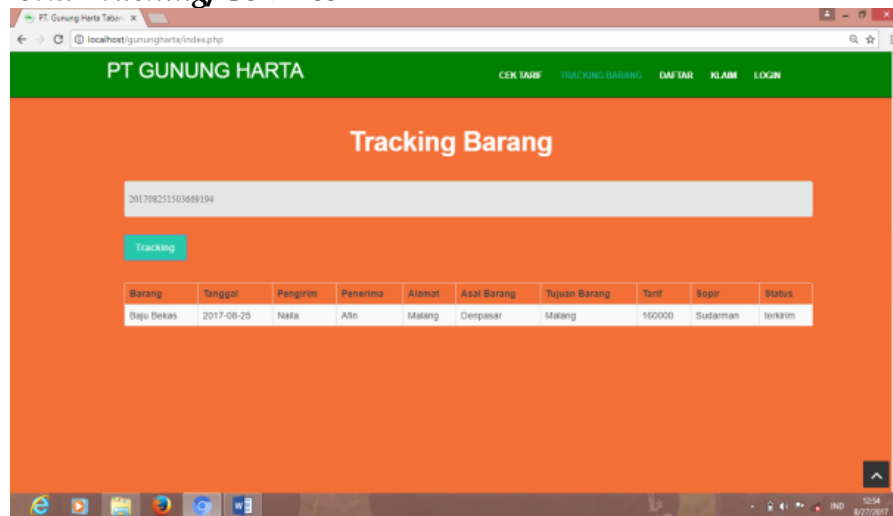 PT. Gunung Harta Taban
localhost/gunungharta/index.php
PT GUNUNG HARTA
CEK TARIF TRACKING BARANG DAFTAR KLAIM LOGIN
Tracking Barang
201708251503669194
Tracking
Barang Tanggal Pengirim Penerima Alamat Asal Barang Tujuan Barang Tarif Sopir Status
Baju Bekas 2017-08-25 Naila Afin Malang Denpasar Malang 160000 Sudarman terkirim
IND 12:54
8/27/2017